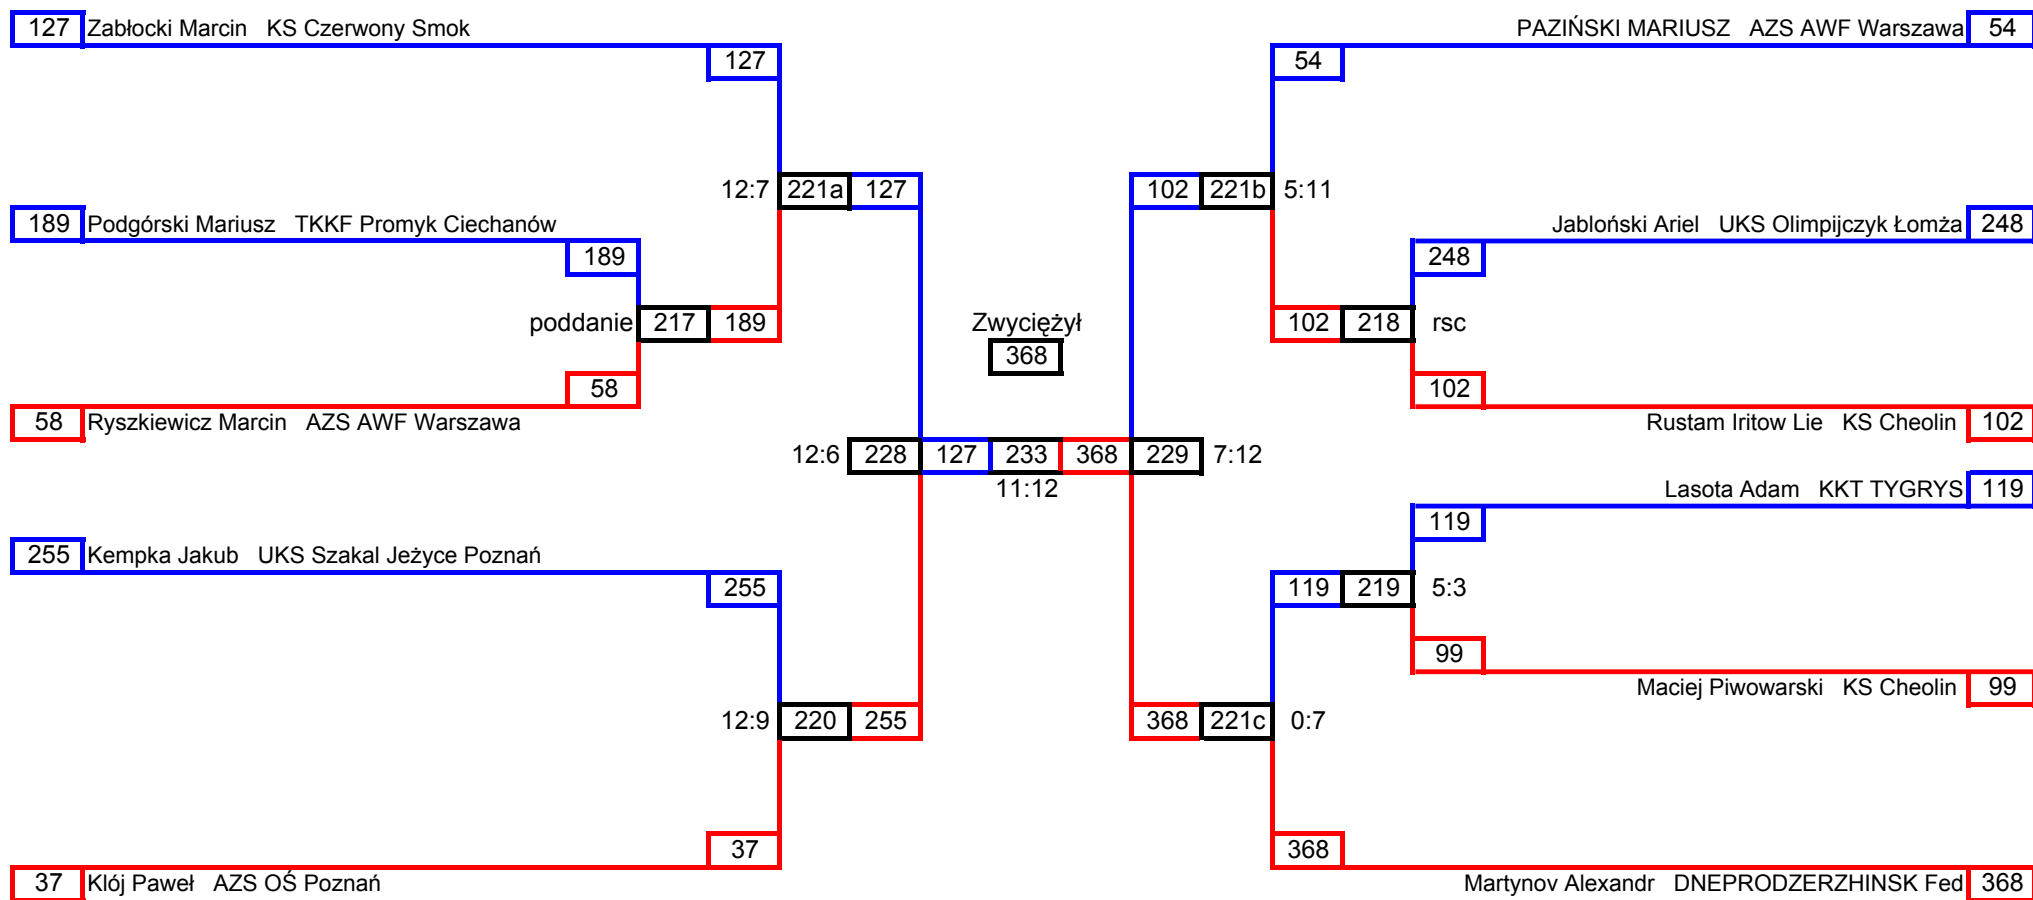 127 Zabłocki Marcin KS Czerwony Smok PAZIŃSKI MARIUSZ AZS AWF Warszawa 54
127 54
12:7 221a 127 102 221b 5:11
189 Podgórski Mariusz TKKF Promyk Ciechanów Jabloński Ariel UKS Olimpijczyk Łomża 248
189 248
poddanie 217 189 Zwyciężył 102 218 rsc
368
58 102
58 Ryszkiewicz Marcin AZS AWF Warszawa Rustam Iritow Lie KS Cheolin 102
12:6 228 127 233 368 229 7:12
11:12
Lasota Adam KKT TYGRYS 119
119
255 Kempka Jakub UKS Szakal Jeżyce Poznań
255 119 219 5:3
99
Maciej Piwowarski KS Cheolin 99
12:9 220 255 368 221c 0:7
37 368
37 Klój Paweł AZS OŚ Poznań Martynov Alexandr DNEPRODZERZHINSK Fed 368